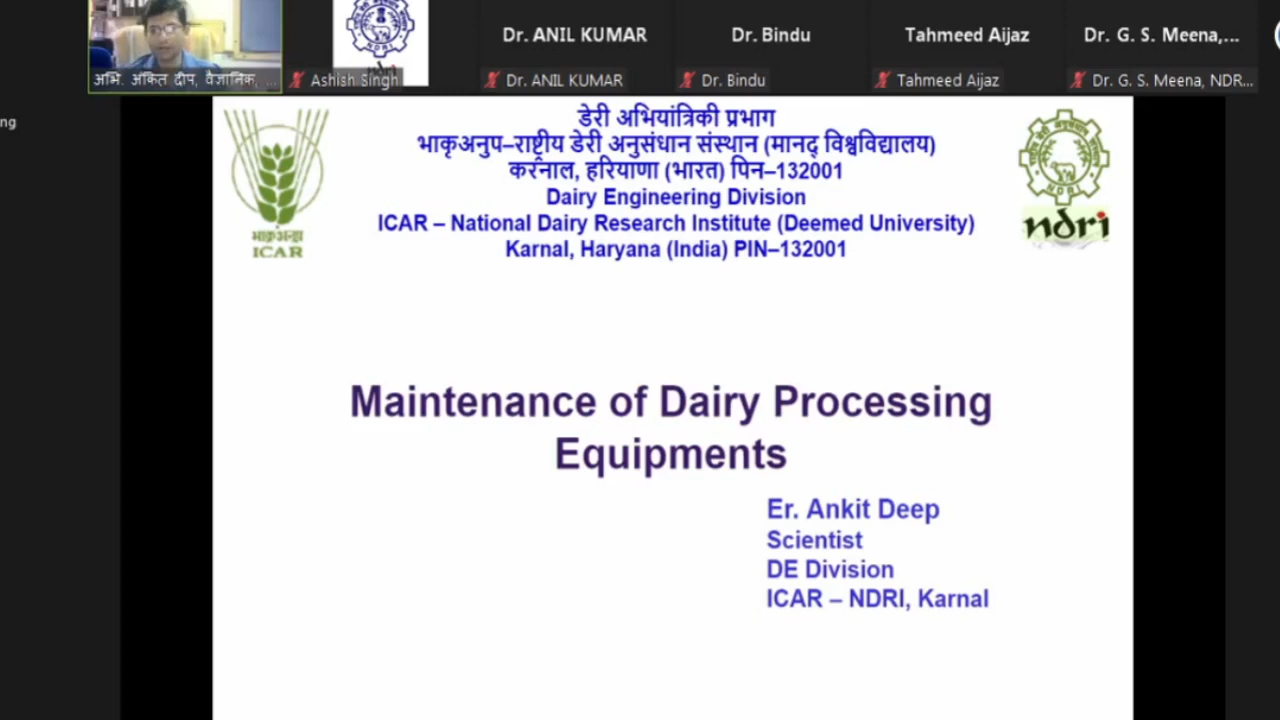 Dr. ANIL KUMAR
Dr. Bindu
Tahmeed Aijaz
Dr. G. S. Meena,...
अभि. अंकित दीप, वैज्ञानिक, ...
Ashish Singh
Dr. ANIL KUMAR
Dr. Bindu
Tahmeed Aijaz
Dr. G. S. Meena, NDR...
ng
डेरी अभियांत्रिकी प्रभाग
भाकृअनुप–राष्ट्रीय डेरी अनुसंधान संस्थान (मानद् विश्वविद्यालय)
करनाल, हरियाणा (भारत) पिन–132001
Dairy Engineering Division
ICAR – National Dairy Research Institute (Deemed University)
Karnal, Haryana (India) PIN–132001
भाकृअनुप
ICAR
NDRI
ndri
Maintenance of Dairy Processing
Equipments
Er. Ankit Deep
Scientist
DE Division
ICAR – NDRI, Karnal